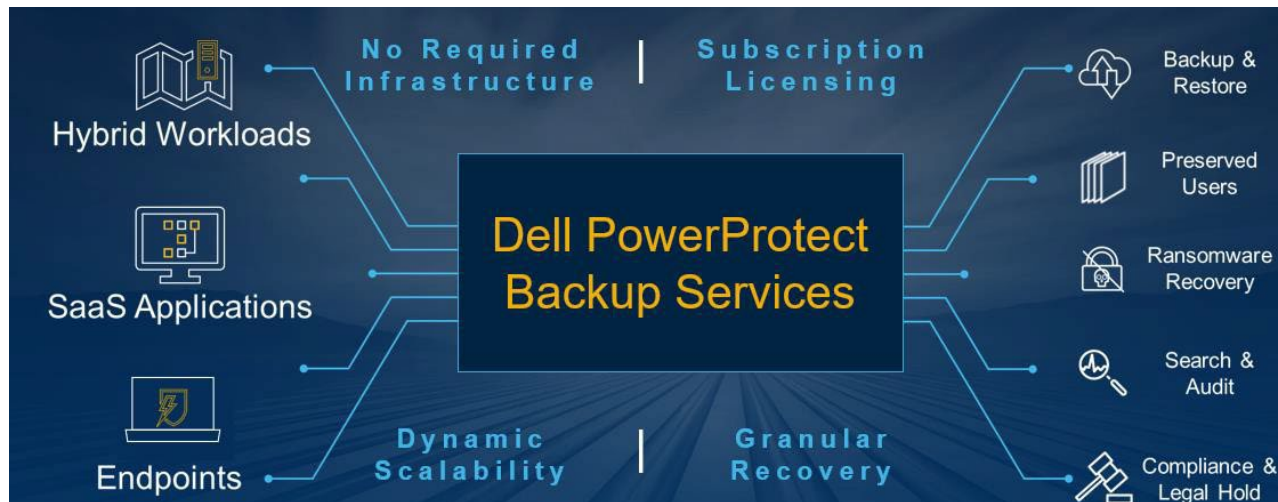 No Required
Infrastructure
Subscription
Licensing
Hybrid Workloads
SaaS Applications
Endpoints
Dell PowerProtect
Backup Services
Backup &
Restore
Preserved
Users
Ransomware
Recovery
Search &
Audit
Compliance &
Legal Hold
Dynamic
Scalability
Granular
Recovery